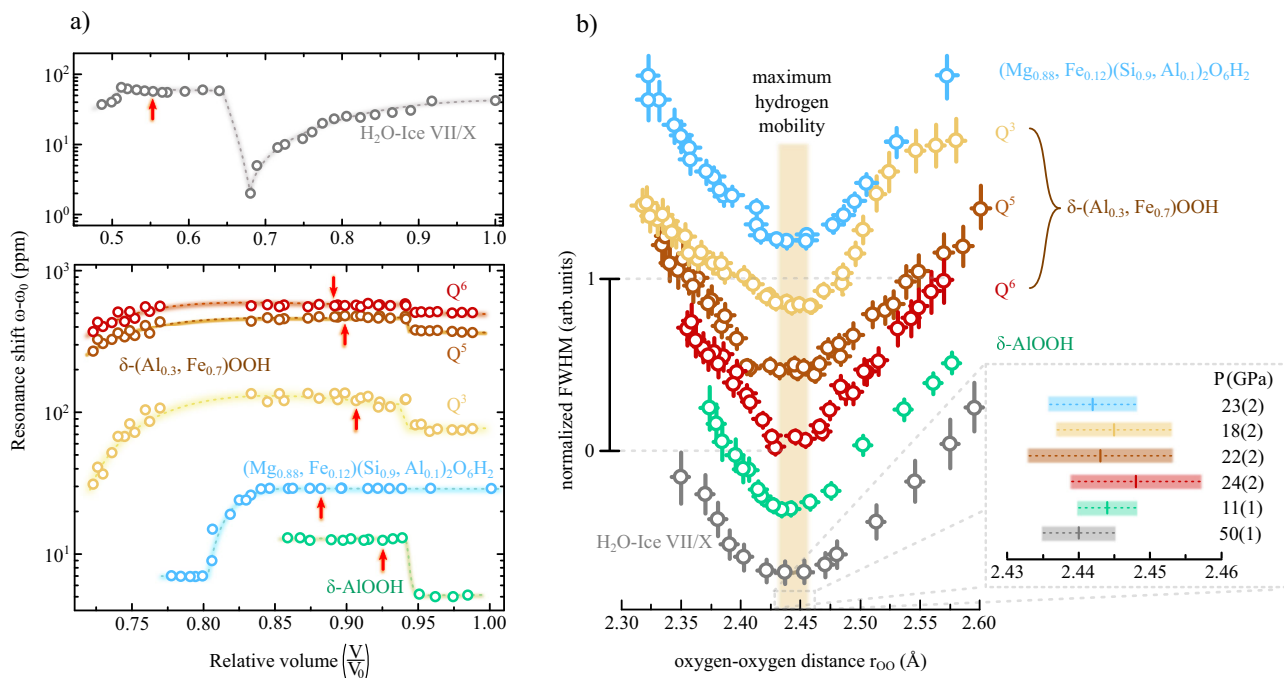 a)
10²
10¹
10⁰
H₂O-Ice VII/X
0.5 0.6 0.7 0.8 0.9 1.0
Resonance shift ω-ω₀ (ppm)
10³
10²
10¹
Q⁶
Q⁵
δ-(Al₀.₃, Fe₀.₇)OOH
Q³
(Mg₀.₈₈, Fe₀.₁₂)(Si₀.₉, Al₀.₁)₂O₆H₂
δ-AlOOH
0.75 0.80 0.85 0.90 0.95 1.00
Relative volume (V/V₀)
b)
maximum
hydrogen
mobility
(Mg₀.₈₈, Fe₀.₁₂)(Si₀.₉, Al₀.₁)₂O₆H₂
Q³
Q⁵
δ-(Al₀.₃, Fe₀.₇)OOH
Q⁶
δ-AlOOH
H₂O-Ice VII/X
normalized FWHM (arb.units)
1
0
2.30 2.35 2.40 2.45 2.50 2.55 2.60
oxygen-oxygen distance r_OO (Å)
P (GPa)
23(2)
18(2)
22(2)
24(2)
11(1)
50(1)
2.43 2.44 2.45 2.46